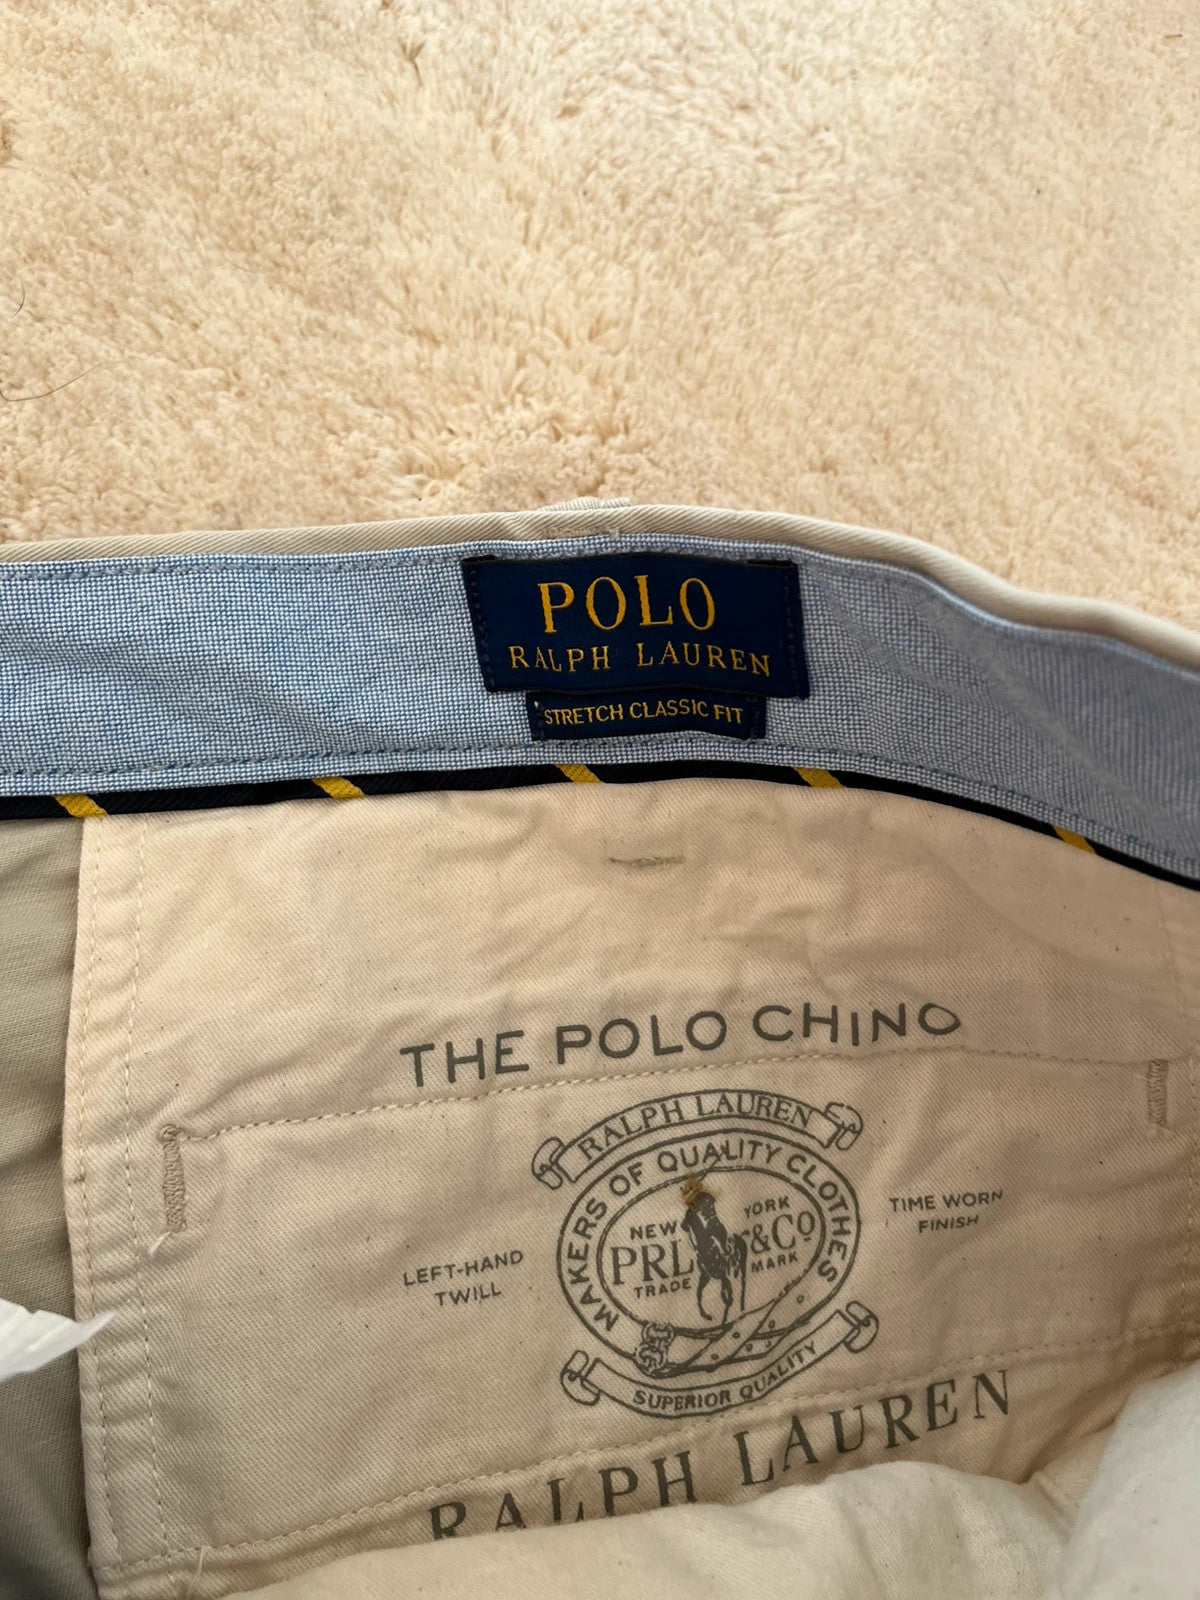 POLO
RALPH LAUREN
STRETCH CLASSIC FIT
THE POLO CHINO
RALPH LAUREN
MAKERS OF QUALITY CLOTHES
NEW YORK
PRL &CO
TRADE MARK
SUPERIOR QUALITY
LEFT-HAND
TWILL
TIME WORN
FINISH
RALPH LAUREN